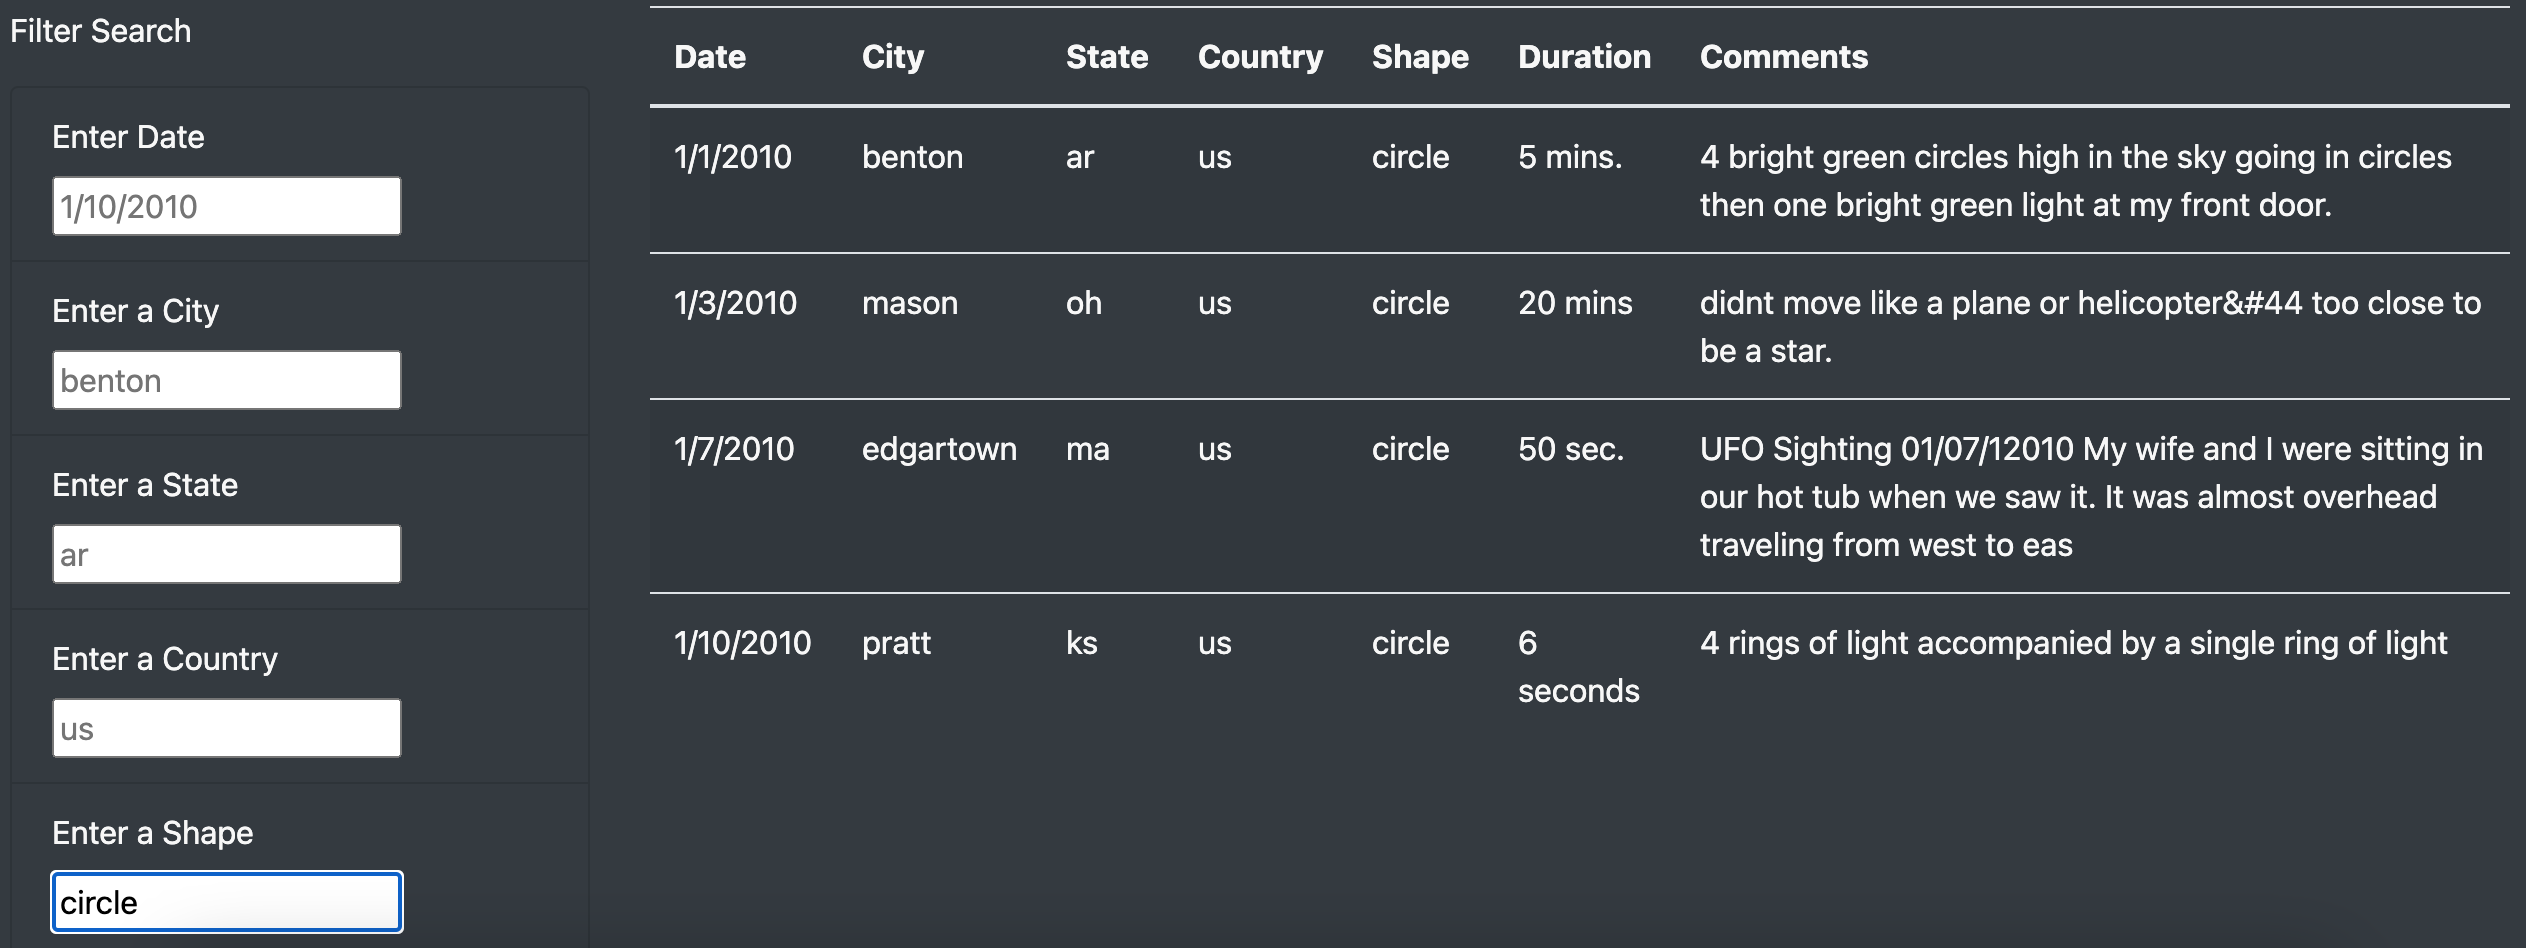 Filter Search
Enter Date
1/10/2010
Enter a City
benton
Enter a State
ar
Enter a Country
us
Enter a Shape
circle
Date City State Country Shape Duration Comments
1/1/2010 benton ar us circle 5 mins. 4 bright green circles high in the sky going in circles
then one bright green light at my front door.
1/3/2010 mason oh us circle 20 mins didnt move like a plane or helicopter&#44 too close to
be a star.
1/7/2010 edgartown ma us circle 50 sec. UFO Sighting 01/07/12010 My wife and I were sitting in
our hot tub when we saw it. It was almost overhead
traveling from west to eas
1/10/2010 pratt ks us circle 6 4 rings of light accompanied by a single ring of light
seconds